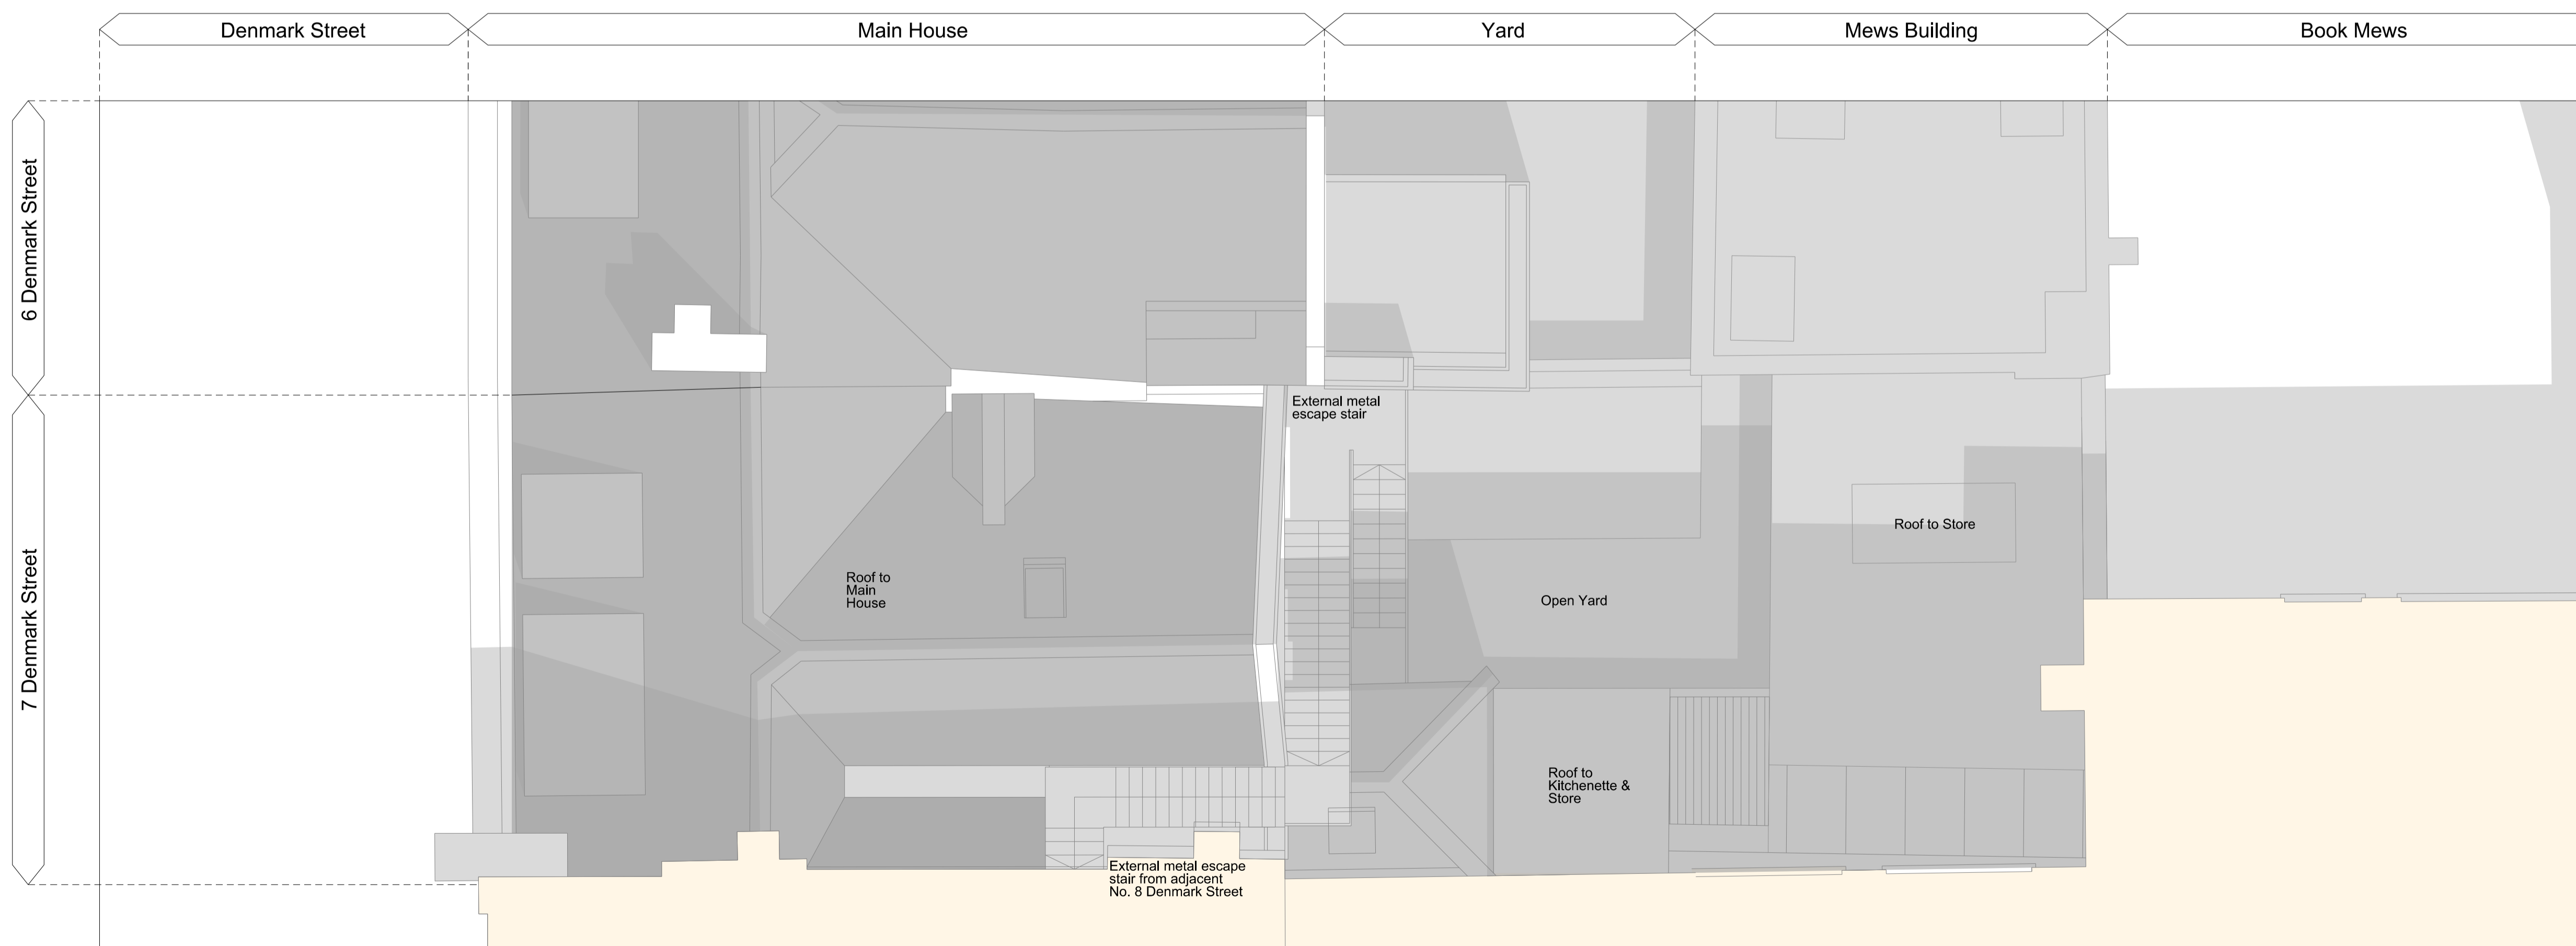 Denmark Street
Main House
Yard
Mews Building
Book Mews
6 Denmark Street
7 Denmark Street
External metal
escape stair
Roof to Store
Roof to
Main
House
Open Yard
Roof to
Kitchenette &
Store
External metal escape
stair from adjacent
No. 8 Denmark Street